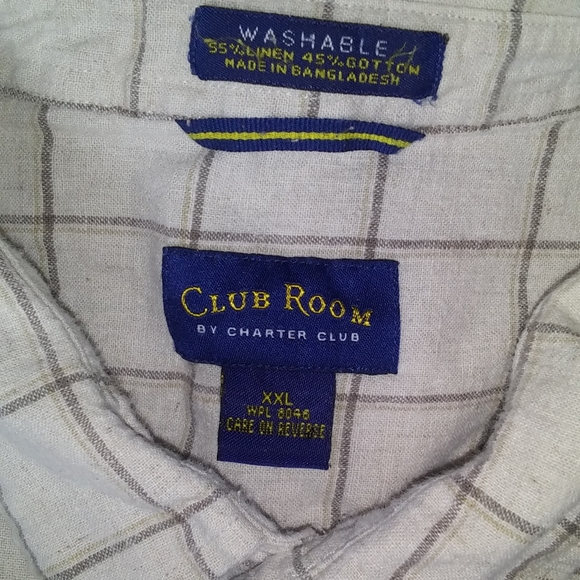 WASHABLE
55% LINEN 45% COTTON
MADE IN BANGLADESH
CLUB ROOM
BY CHARTER CLUB
XXL
WPL 8046
CARE ON REVERSE